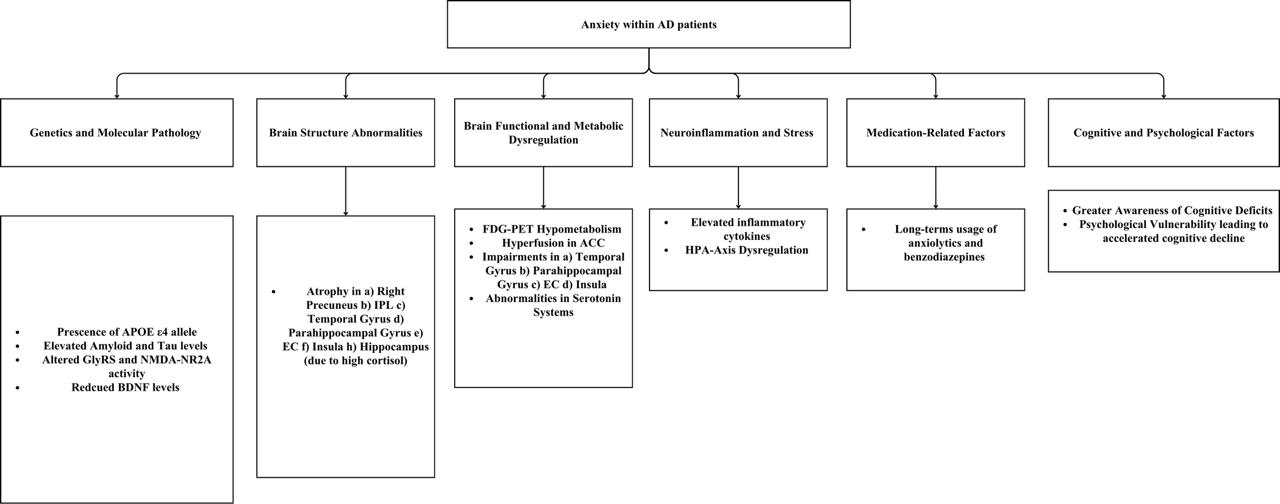 Anxiety within AD patients
Genetics and Molecular Pathology
Brain Structure Abnormalities
Brain Functional and Metabolic
Dysregulation
Neuroinflammation and Stress
Medication-Related Factors
Cognitive and Psychological Factors
• Prescence of APOE ε4 allele
• Elevated Amyloid and Tau levels
• Altered GlyRS and NMDA-NR2A
activity
• Redcued BDNF levels
• Atrophy in a) Right
Precuneus b) IPL c)
Temporal Gyrus d)
Parahippocampal Gyrus e)
EC f) Insula h) Hippocampus
(due to high cortisol)
• FDG-PET Hypometabolism
• Hyperfusion in ACC
• Impairments in a) Temporal
Gyrus b) Parahippocampal
Gyrus c) EC d) Insula
• Abnormalities in Serotonin
Systems
• Elevated inflammatory
cytokines
• HPA-Axis Dysregulation
• Long-terms usage of
anxiolytics and
benzodiazepines
• Greater Awareness of Cognitive Deficits
• Psychological Vulnerability leading to
accelerated cognitive decline